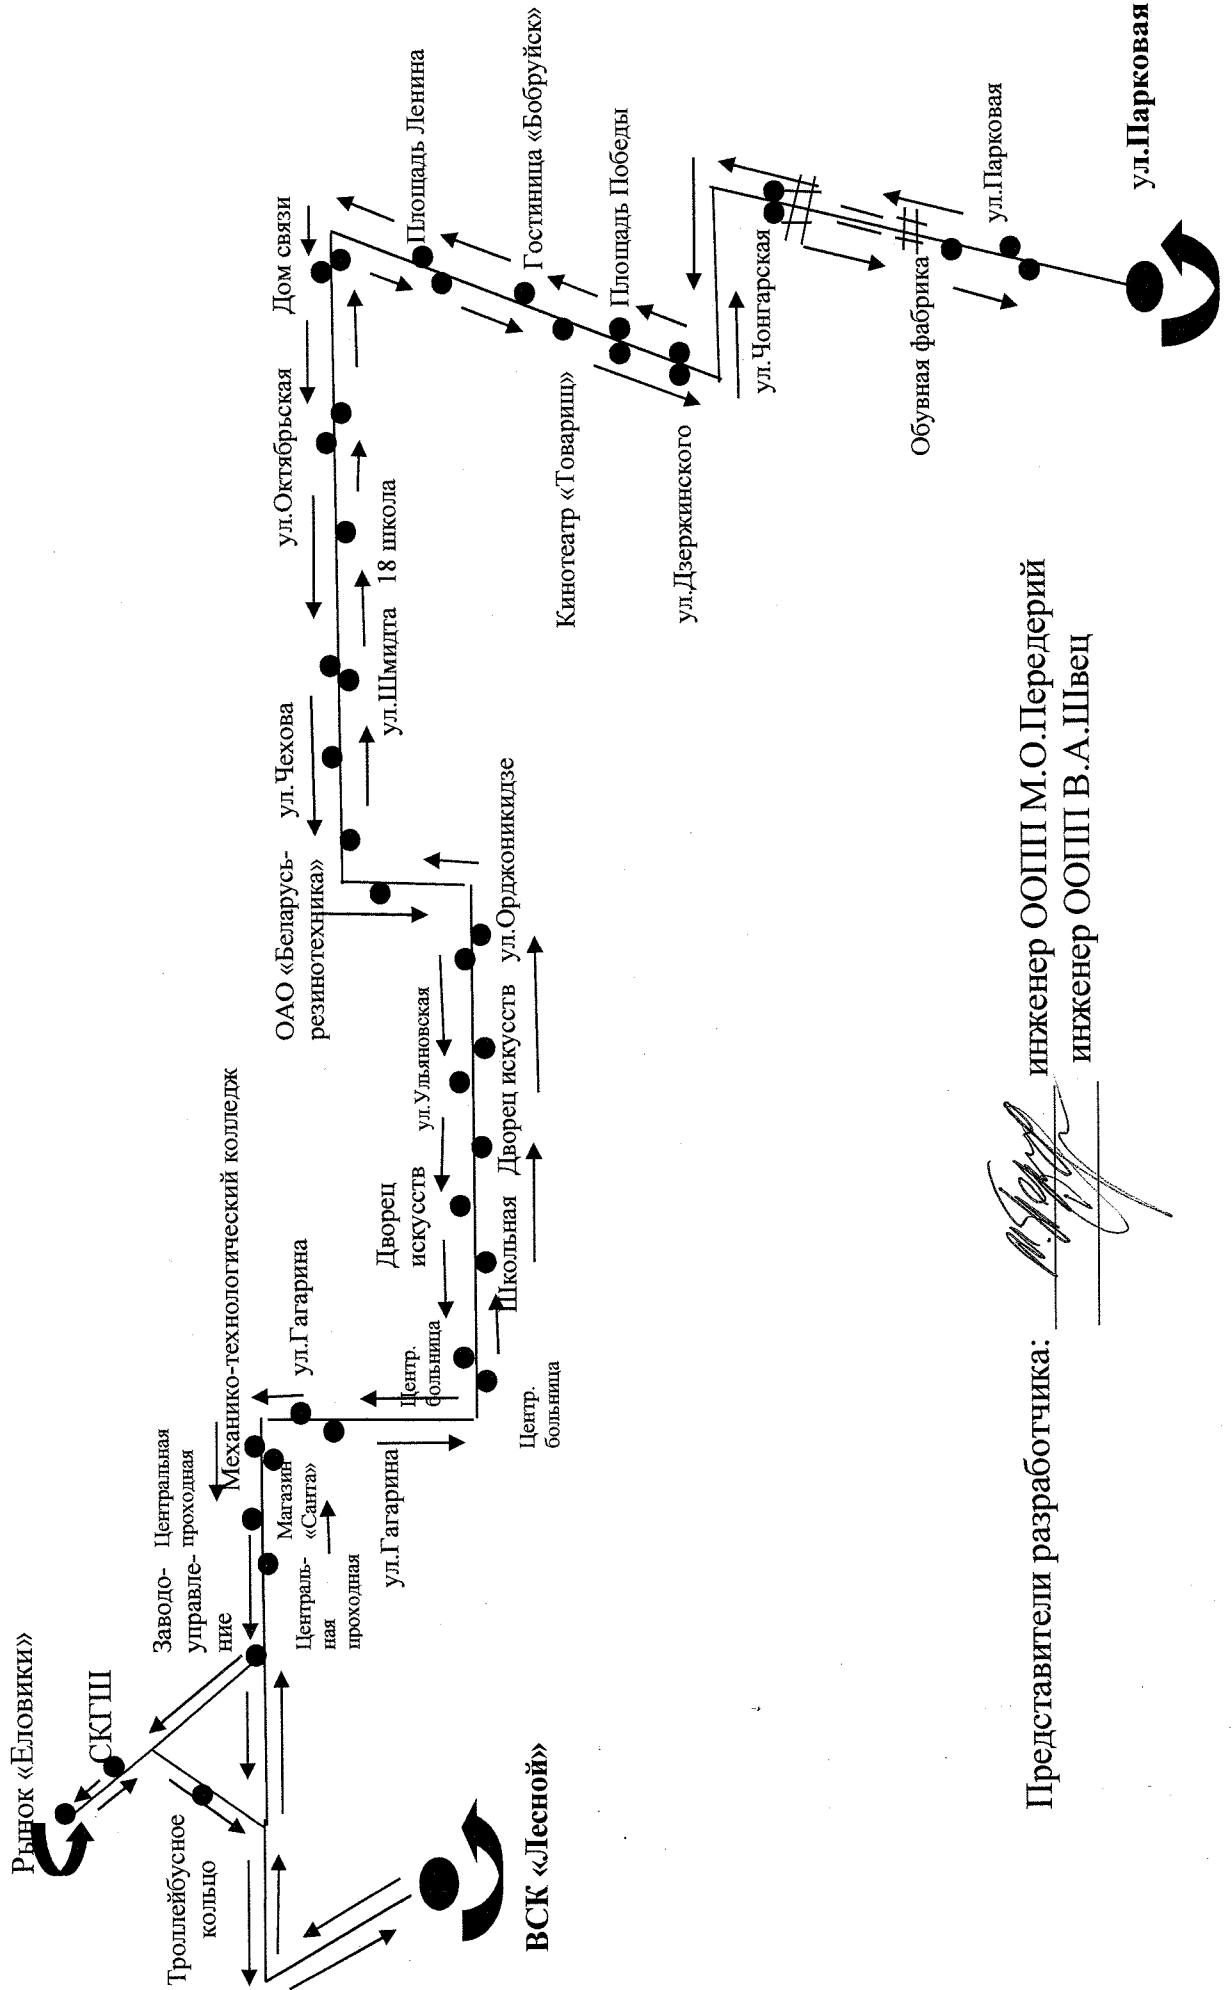 Рынок «Еловики»
СКГШ
Троллейбусное
кольцо
ВСК «Лесной»
Заводо-
управле-
ние
Центральная
проходная
Механико-технологический колледж
Магазин
«Санта»
Централь-
ная
проходная
ул.Гагарина
ул.Гагарина
Центр.
больница
Центр.
больница
Дворец
искусств
ул.Ульяновская
Школьная
Дворец искусств
ул.Орджоникидзе
ОАО «Беларусь-
резинотехника»
ул.Чехова
ул.Шмидта
18 школа
ул.Октябрьская
Дом связи
Площадь Ленина
Гостиница «Бобруйск»
Кинотеатр «Товарищ»
Площадь Победы
ул.Дзержинского
ул.Чонгарская
Обувная фабрика
ул.Парковая
ул.Парковая
Представители разработчика:
инженер ООПП М.О.Передерий
инженер ООПП В.А.Швец